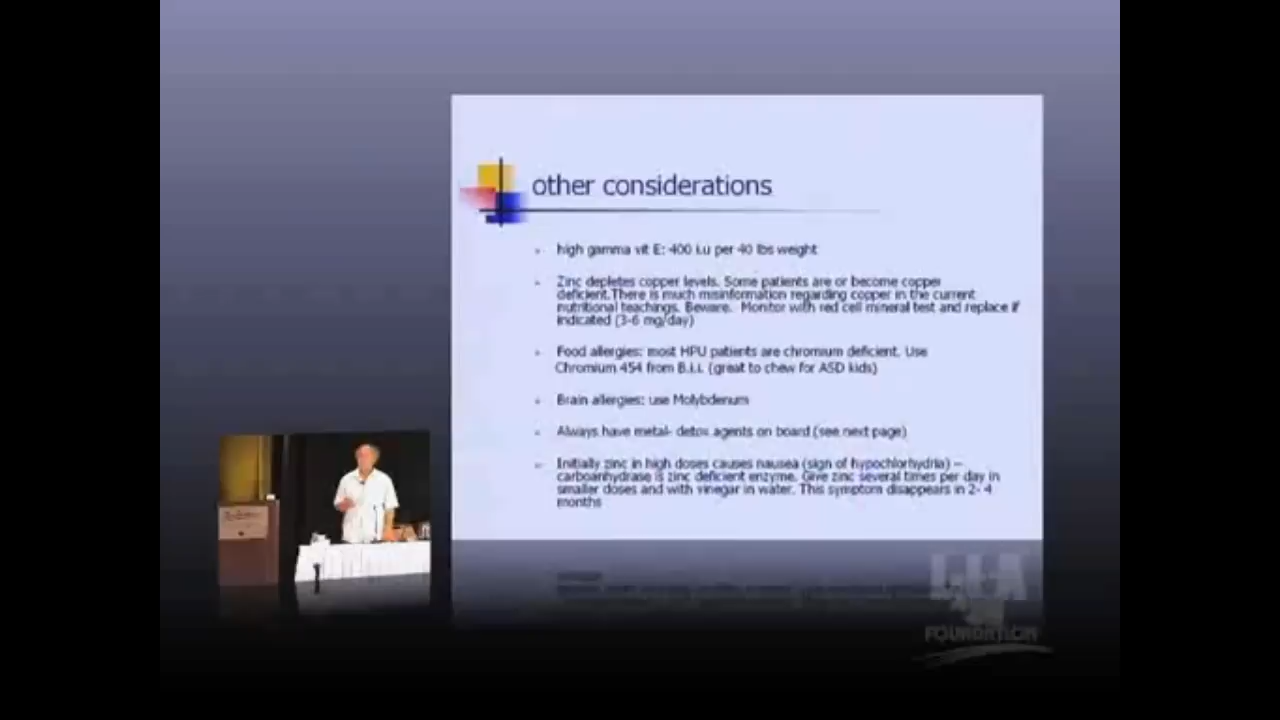 other considerations
high gamma vit E: 400 i.u per 40 lbs weight
Zinc depletes copper levels. Some patients are or become copper
deficient.There is much misinformation regarding copper in the current
nutritional teachings. Beware. Monitor with red cell mineral test and replace if
indicated (3-6 mg/day)
Food allergies: most HPU patients are chromium deficient. Use
Chromium 454 from B.i.i. (great to chew for ASD kids)
Brain allergies: use Molybdenum
Always have metal- detox agents on board (see next page)
Initially zinc in high doses causes nausea (sign of hypochlorhydria) –
carboanhydrase is zinc deficient enzyme. Give zinc several times per day in
smaller doses and with vinegar in water. This symptom disappears in 2- 4
months
FOUNDATION